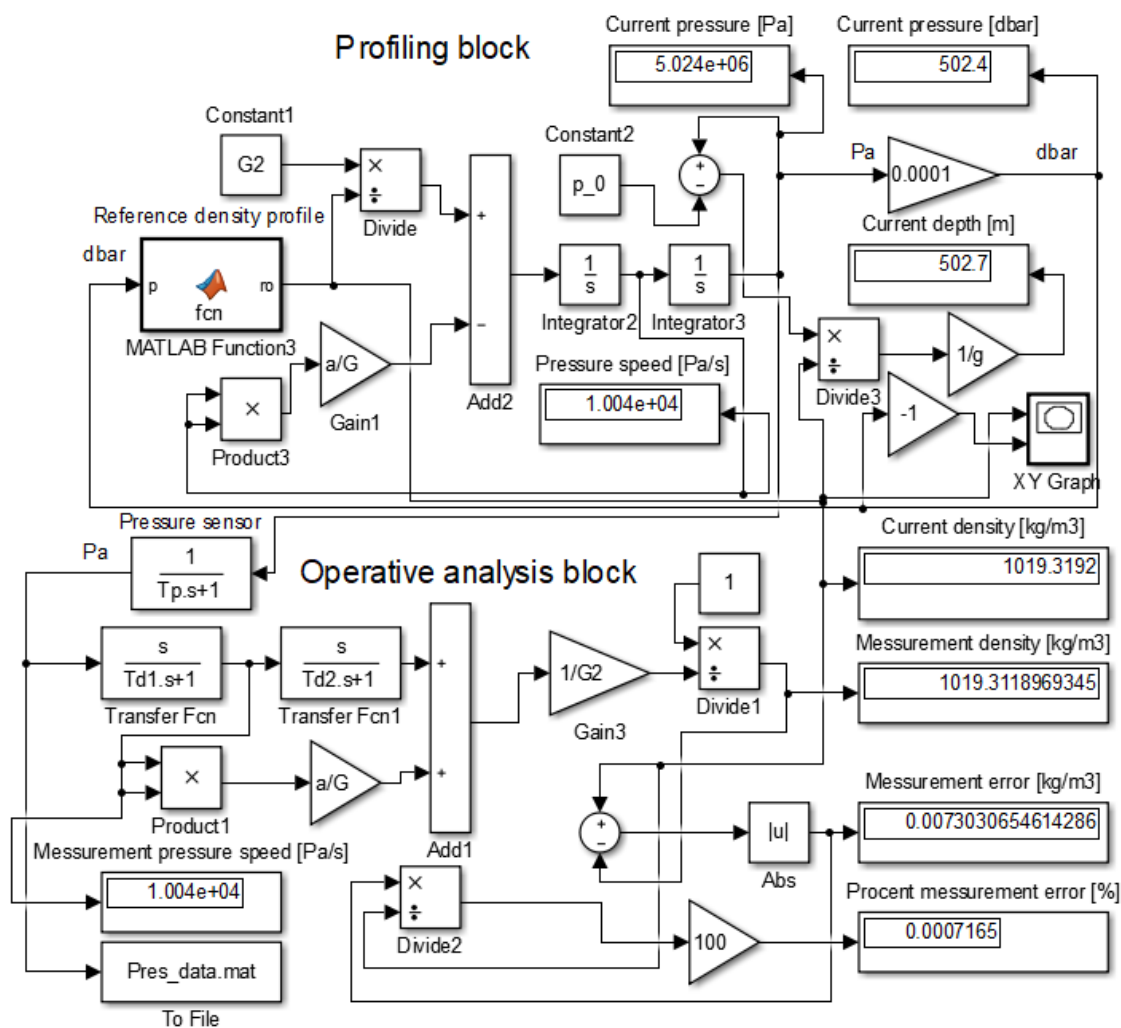 Profiling block
Current pressure [Pa]
5.024e+06
Current pressure [dbar]
502.4
Constant1
G2
×
÷
Divide
Constant2
p_0
+
−
Pa
0.0001
dbar
Reference density profile
dbar
p
fcn
ro
MATLAB Function3
+
−
Add2
1
s
Integrator2
1
s
Integrator3
Current depth [m]
502.7
a/G
Gain1
×
Product3
Pressure speed [Pa/s]
1.004e+04
×
÷
Divide3
1/g
-1
XY Graph
Pressure sensor
Pa
1
Tp.s+1
Operative analysis block
1
Current density [kg/m3]
1019.3192
s
Td1.s+1
Transfer Fcn
s
Td2.s+1
Transfer Fcn1
+
+
Add1
1/G2
Gain3
×
÷
Divide1
Measurement density [kg/m3]
1019.3118969345
×
Product1
a/G
+
−
|u|
Abs
Messurement error [kg/m3]
0.0073030654614286
Messurement pressure speed [Pa/s]
1.004e+04
×
÷
Divide2
100
Procent messurement error [%]
0.0007165
Pres_data.mat
To File